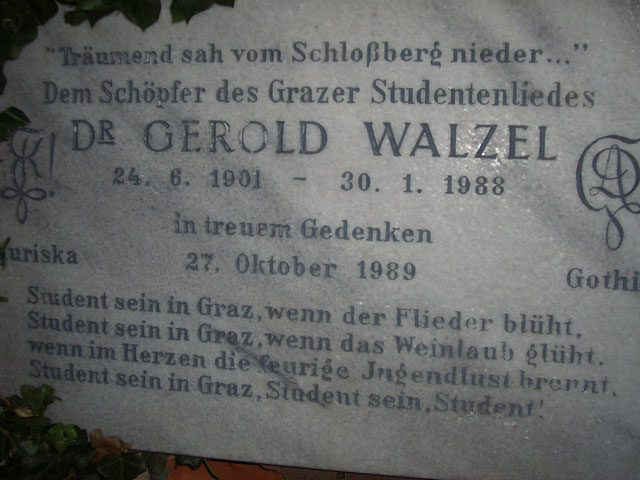 "Träumend sah vom Schloßberg nieder..."
Dem Schöpfer des Grazer Studentenliedes
DR GEROLD WALZEL
24. 6. 1901 - 30. 1. 1988
in treuem Gedenken
uriska 27. Oktober 1989 Gothi
Student sein in Graz, wenn der Flieder blüht,
Student sein in Graz, wenn das Weinlaub glüht.
wenn im Herzen die feurige Jugendlust brennt,
Student sein in Graz, Student sein, Student!